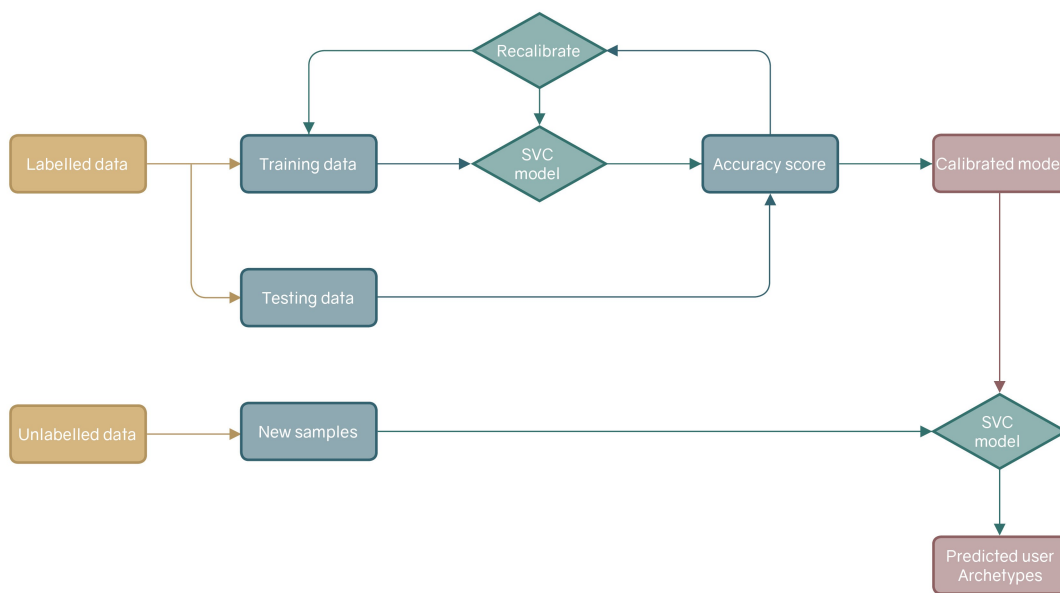 Recalibrate
Labelled data
Training data
SVC
model
Accuracy score
Calibrated model
Testing data
Unlabelled data
New samples
SVC
model
Predicted user
Archetypes